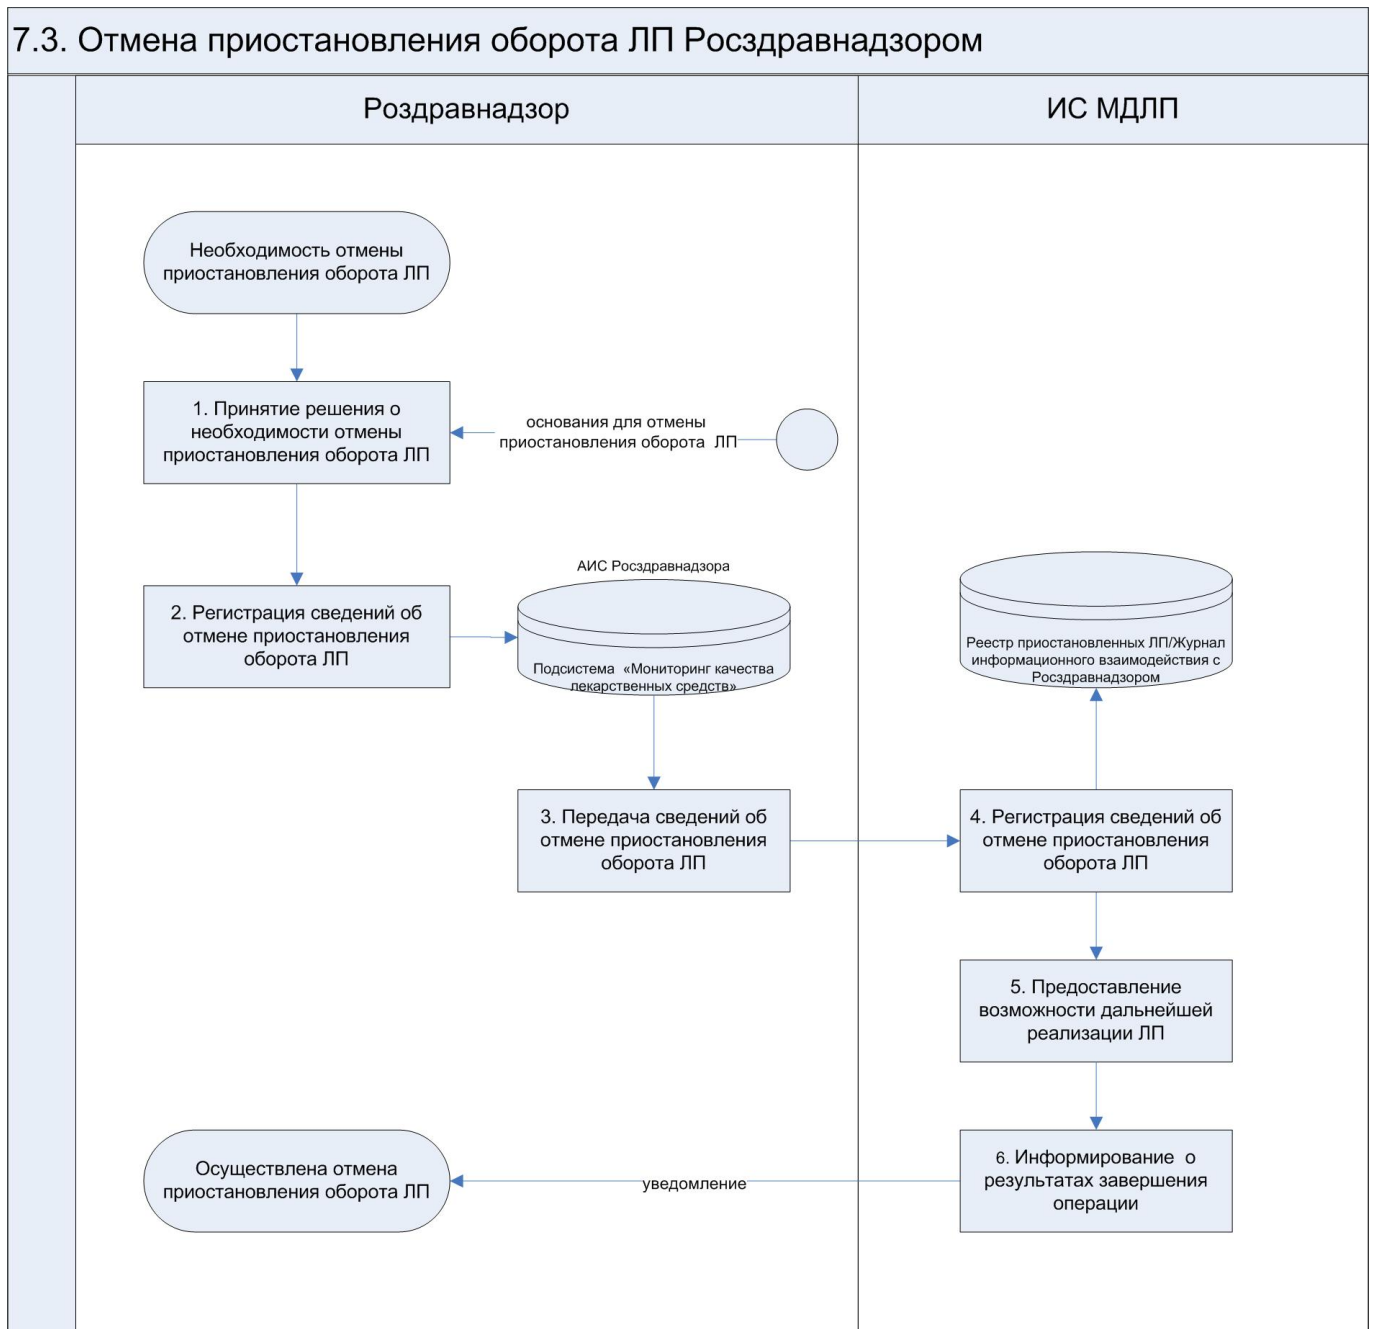 7.3. Отмена приостановления оборота ЛП Росздравнадзором
Роздравнадзор
ИС МДЛП
Необходимость отмены
приостановления оборота ЛП
1. Принятие решения о
необходимости отмены
приостановления оборота ЛП
основания для отмены
приостановления оборота ЛП
2. Регистрация сведений об
отмене приостановления
оборота ЛП
АИС Росздравнадзора
Подсистема «Мониторинг качества
лекарственных средств»
Реестр приостановленных ЛП/Журнал
информационного взаимодействия с
Росздравнадзором
3. Передача сведений об
отмене приостановления
оборота ЛП
4. Регистрация сведений об
отмене приостановления
оборота ЛП
5. Предоставление
возможности дальнейшей
реализации ЛП
6. Информирование о
результатах завершения
операции
уведомление
Осуществлена отмена
приостановления оборота ЛП